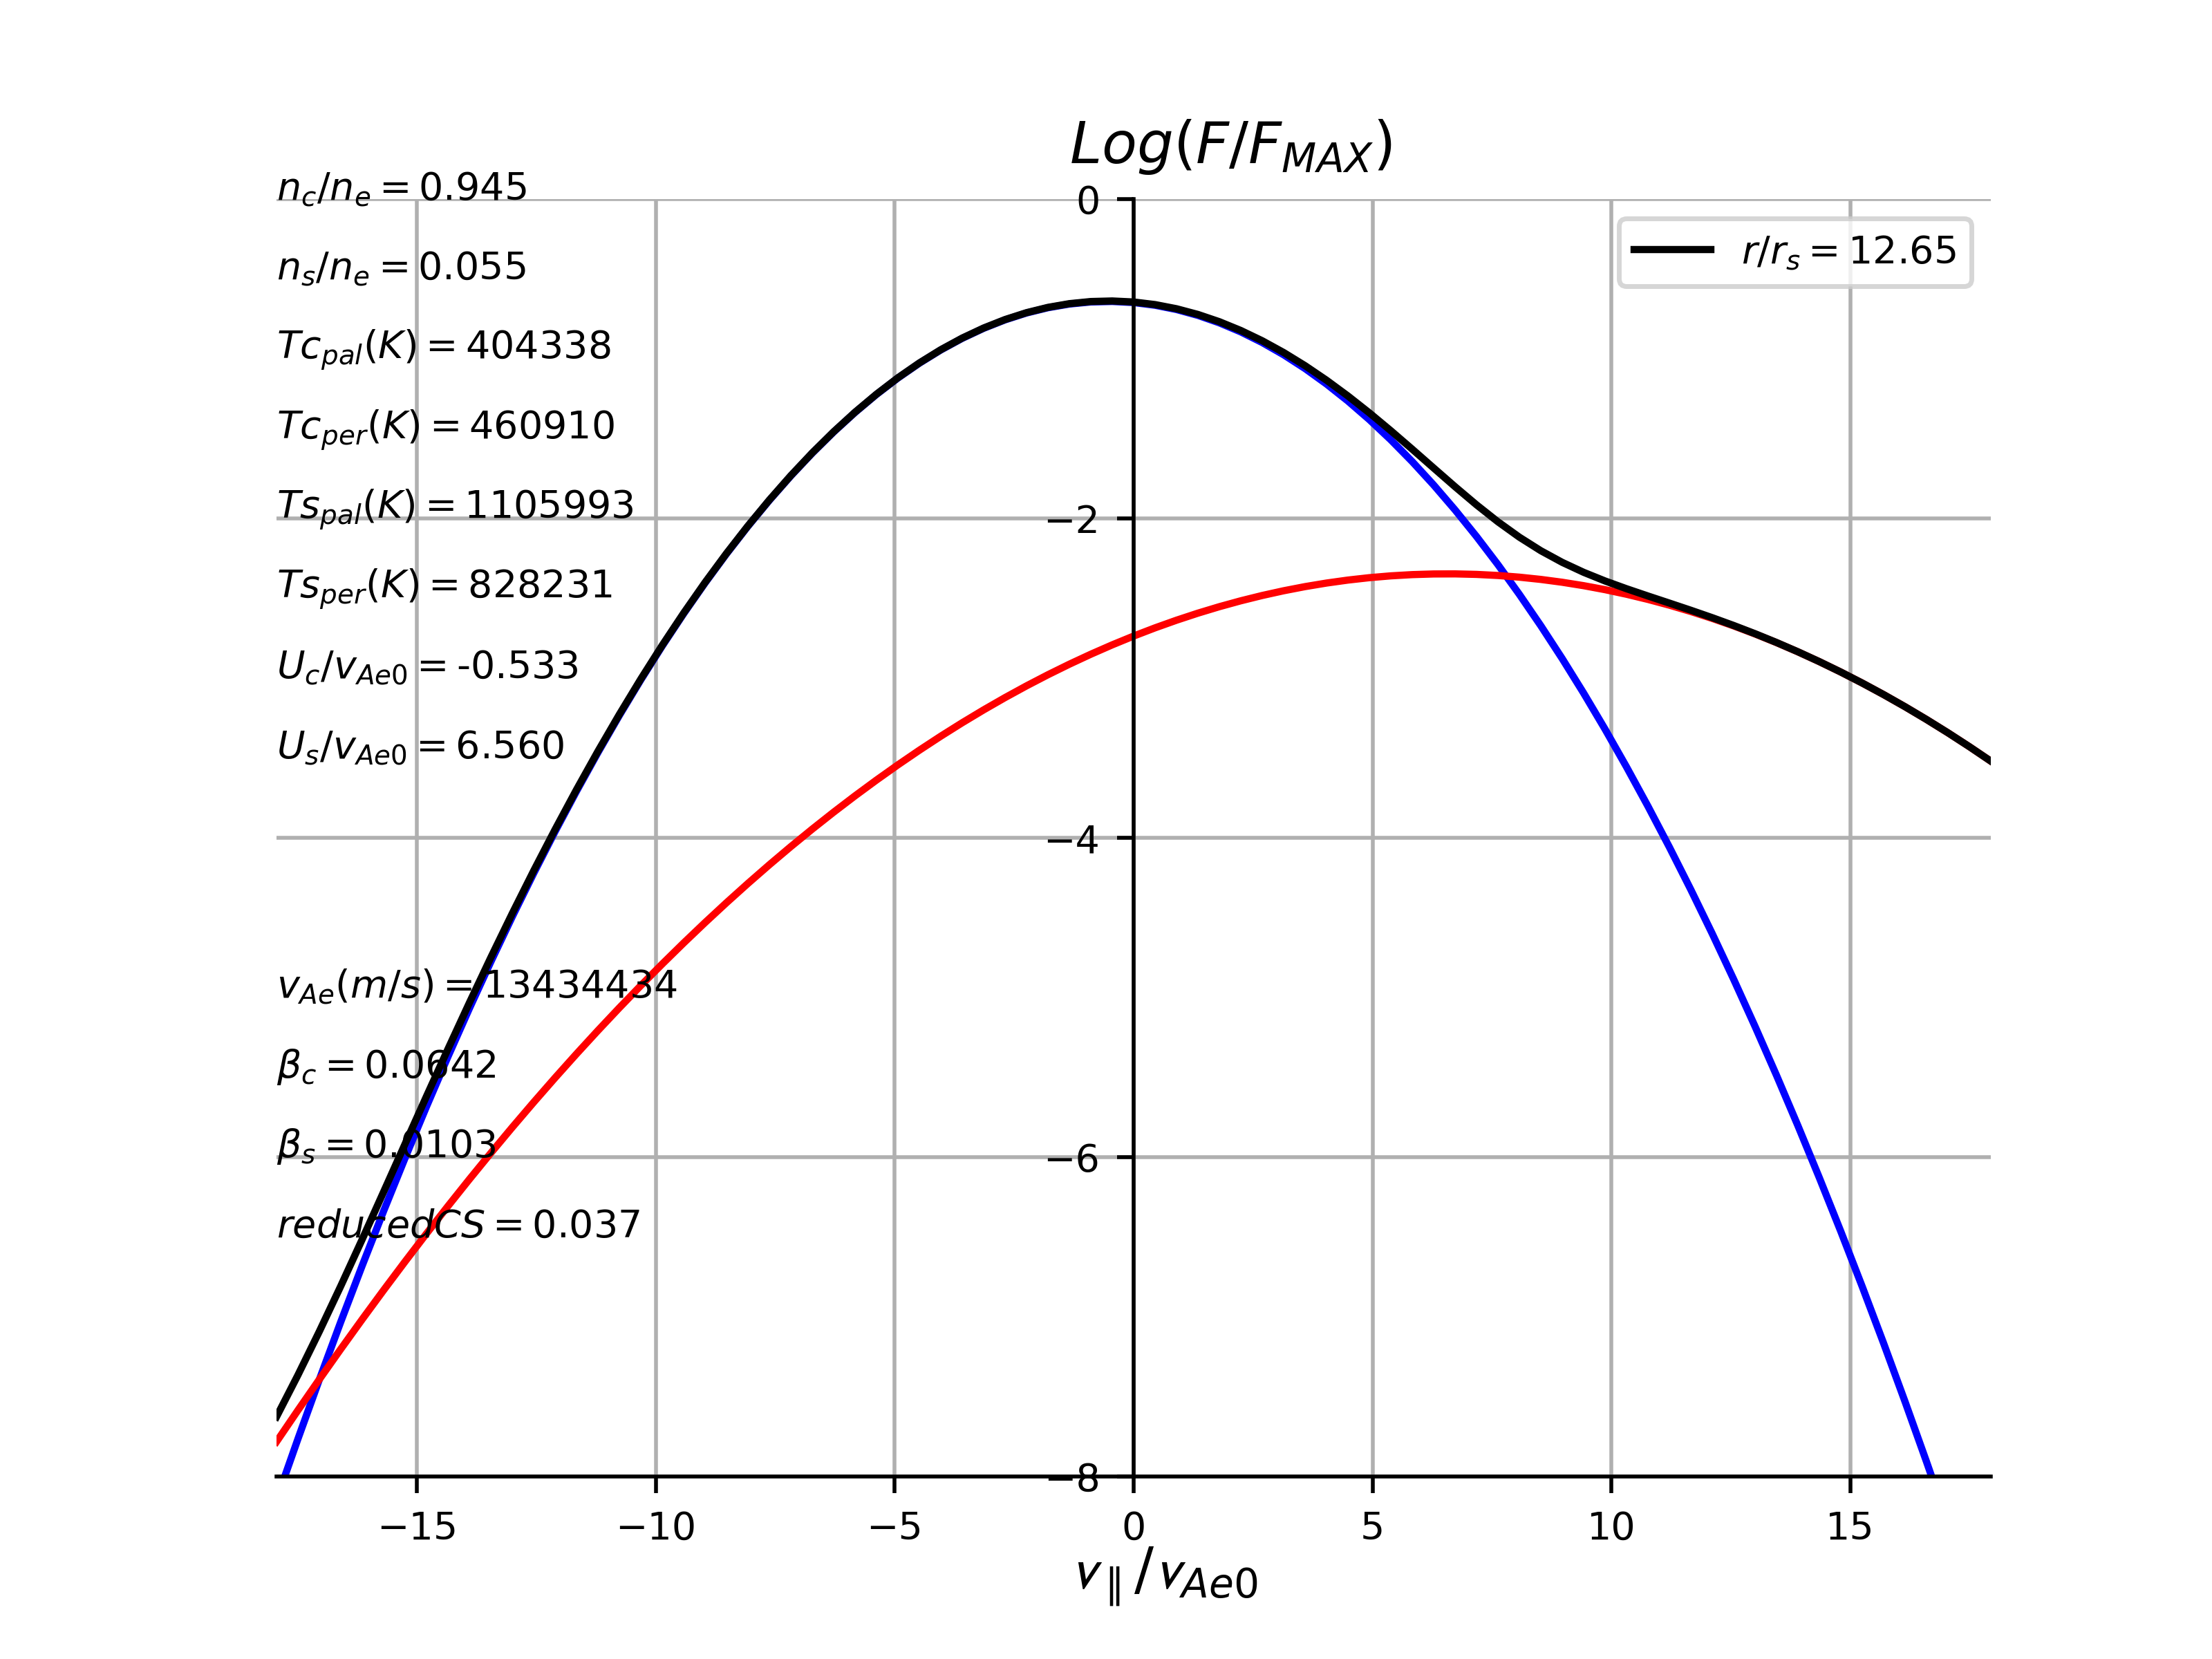 Log(F/F_MAX)
n_c/n_e = 0.945
n_s/n_e = 0.055
Tc_pal(K) = 404338
Tc_per(K) = 460910
Ts_pal(K) = 1105993
Ts_per(K) = 828231
U_c/v_Ae0 = -0.533
U_s/v_Ae0 = 6.560
v_Ae(m/s) = 13434434
β_c = 0.0642
β_s = 0.0103
reducedCS = 0.037
r/r_s = 12.65
0
−2
−4
−6
−8
−15 −10 −5 0 5 10 15
v_∥/v_Ae0